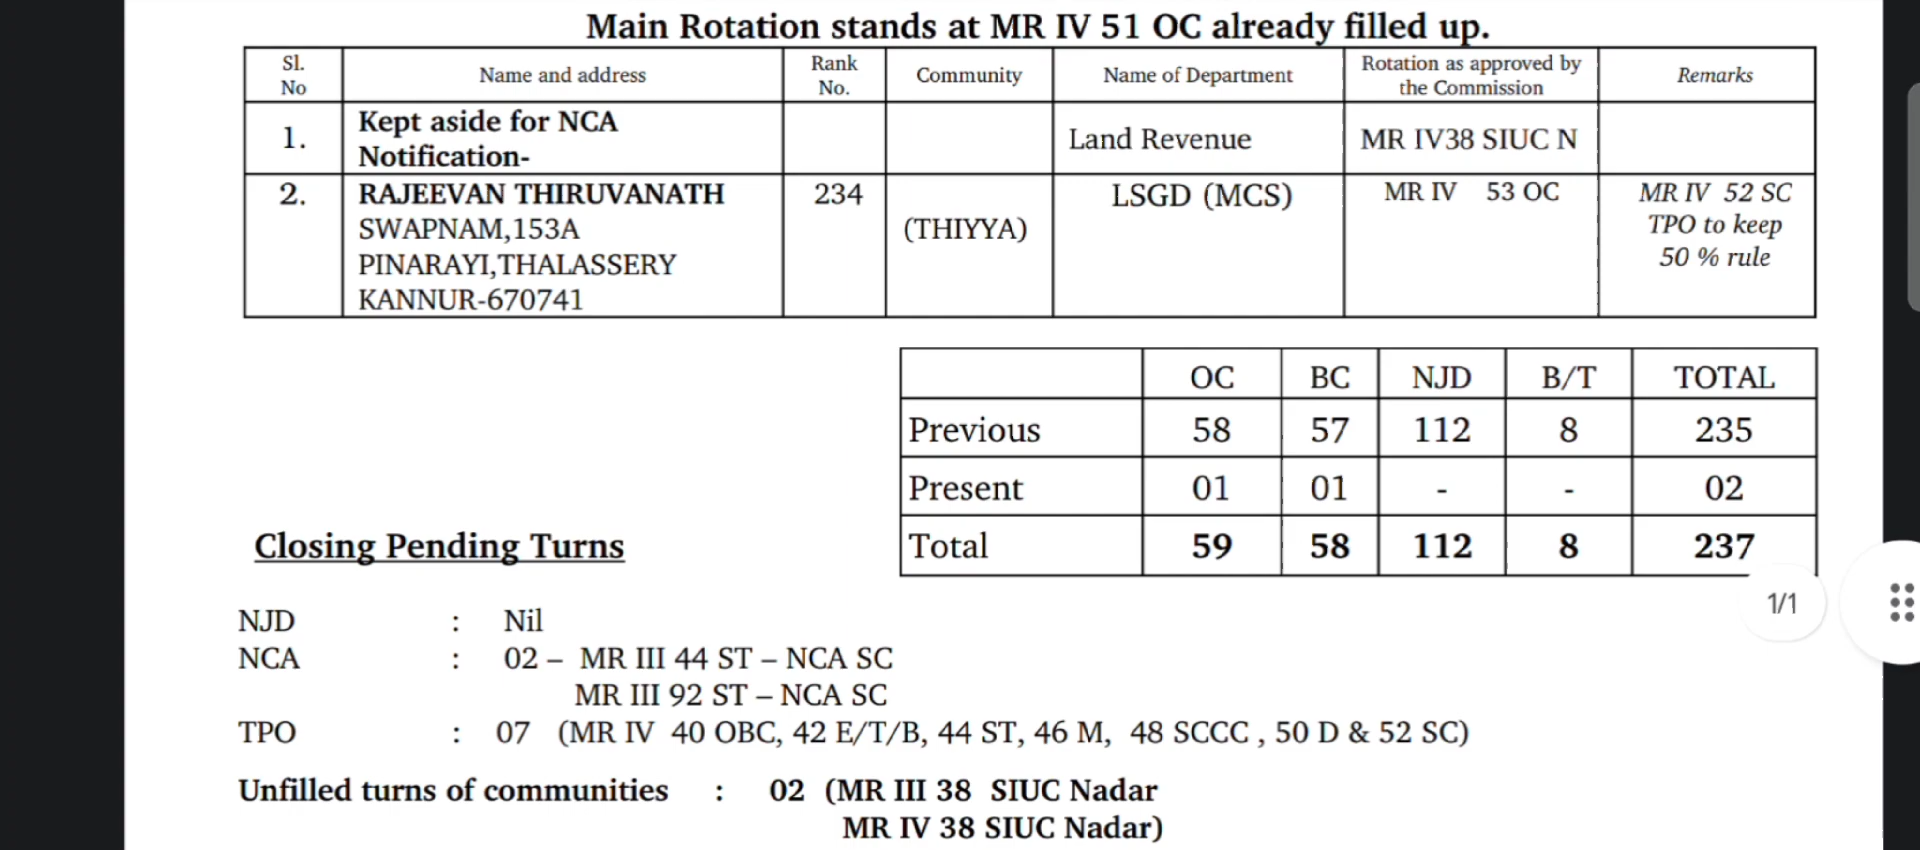 Main Rotation stands at MR IV 51 OC already filled up.
Sl. No | Name and address | Rank No. | Community | Name of Department | Rotation as approved by the Commission | Remarks
1. | Kept aside for NCA Notification- | | | Land Revenue | MR IV38 SIUC N |
2. | RAJEEVAN THIRUVANATH | 234 | | LSGD (MCS) | MR IV 53 OC | MR IV 52 SC
SWAPNAM,153A | (THIYYA) | TPO to keep
PINARAYI,THALASSERY | 50 % rule
KANNUR-670741
OC | BC | NJD | B/T | TOTAL
Previous | 58 | 57 | 112 | 8 | 235
Present | 01 | 01 | - | - | 02
Total | 59 | 58 | 112 | 8 | 237
Closing Pending Turns
1/1
NJD : Nil
NCA : 02 – MR III 44 ST – NCA SC
MR III 92 ST – NCA SC
TPO : 07 (MR IV 40 OBC, 42 E/T/B, 44 ST, 46 M, 48 SCCC , 50 D & 52 SC)
Unfilled turns of communities : 02 (MR III 38 SIUC Nadar
MR IV 38 SIUC Nadar)